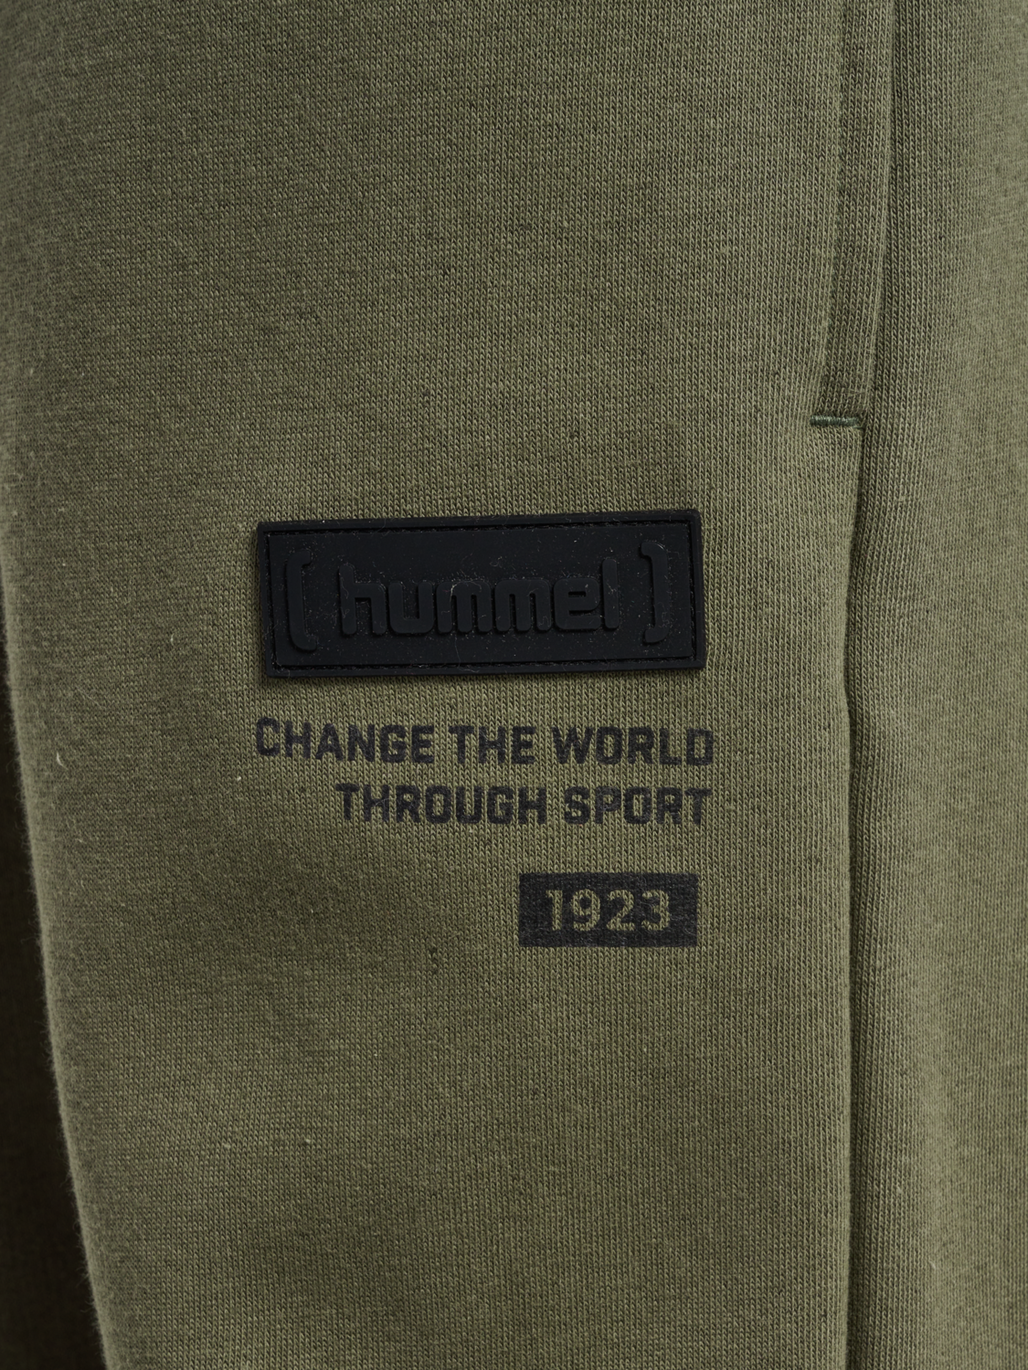 [hummel]
CHANGE THE WORLD
THROUGH SPORT
1923